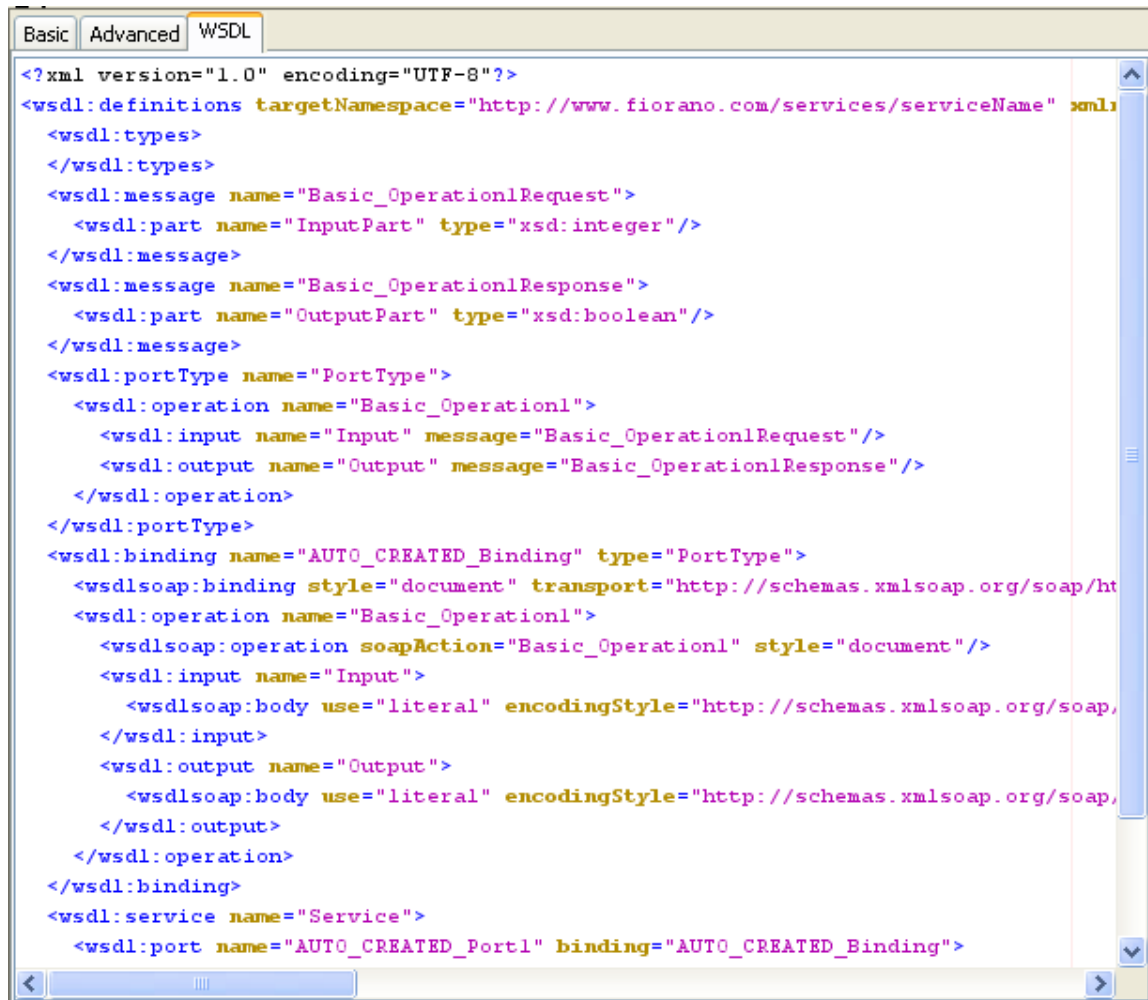 Basic Advanced WSDL
<?xml version="1.0" encoding="UTF-8"?>
<wsdl:definitions targetNamespace="http://www.fiorano.com/services/serviceName" xmln
<wsdl:types>
</wsdl:types>
<wsdl:message name="Basic_Operation1Request">
<wsdl:part name="InputPart" type="xsd:integer"/>
</wsdl:message>
<wsdl:message name="Basic_Operation1Response">
<wsdl:part name="OutputPart" type="xsd:boolean"/>
</wsdl:message>
<wsdl:portType name="PortType">
<wsdl:operation name="Basic_Operation1">
<wsdl:input name="Input" message="Basic_Operation1Request"/>
<wsdl:output name="Output" message="Basic_Operation1Response"/>
</wsdl:operation>
</wsdl:portType>
<wsdl:binding name="AUTO_CREATED_Binding" type="PortType">
<wsdlsoap:binding style="document" transport="http://schemas.xmlsoap.org/soap/ht
<wsdl:operation name="Basic_Operation1">
<wsdlsoap:operation soapAction="Basic_Operation1" style="document"/>
<wsdl:input name="Input">
<wsdlsoap:body use="literal" encodingStyle="http://schemas.xmlsoap.org/soap/
</wsdl:input>
<wsdl:output name="Output">
<wsdlsoap:body use="literal" encodingStyle="http://schemas.xmlsoap.org/soap/
</wsdl:output>
</wsdl:operation>
</wsdl:binding>
<wsdl:service name="Service">
<wsdl:port name="AUTO_CREATED_Port1" binding="AUTO_CREATED_Binding">